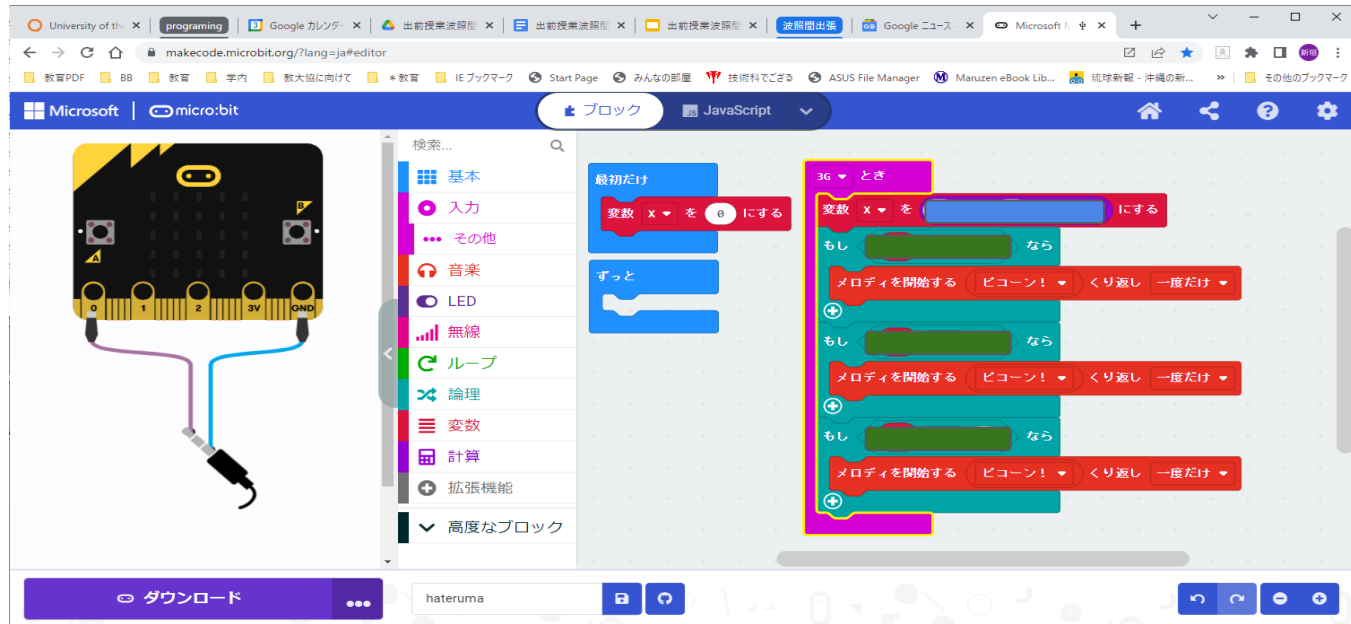 University of th
programing
Google カレンダー
出前授業波照間
出前授業波照間
出前授業波照間
波照間出張
Google ニュース -
Microsoft M
makecode.microbit.org/?lang=ja#editor
新垣
教育PDF
BB
教育
学内
教大協に向けて
*教育
IE ブックマーク
Start Page
みんなの部屋
技術科でござる
ASUS File Manager
Maruzen eBook Lib...
琉球新報 - 沖縄の新...
»
その他のブックマーク
Microsoft
micro:bit
ブロック
JS JavaScript
A
B
0 1 2 3V GND
検索...
基本
入力
その他
音楽
LED
無線
ループ
論理
変数
計算
拡張機能
高度なブロック
最初だけ
変数 X を 0 にする
ずっと
3G とき
変数 X を にする
もし なら
メロディを開始する ピコーン! くり返し 一度だけ
もし なら
メロディを開始する ピコーン! くり返し 一度だけ
もし なら
メロディを開始する ピコーン! くり返し 一度だけ
ダウンロード
hateruma